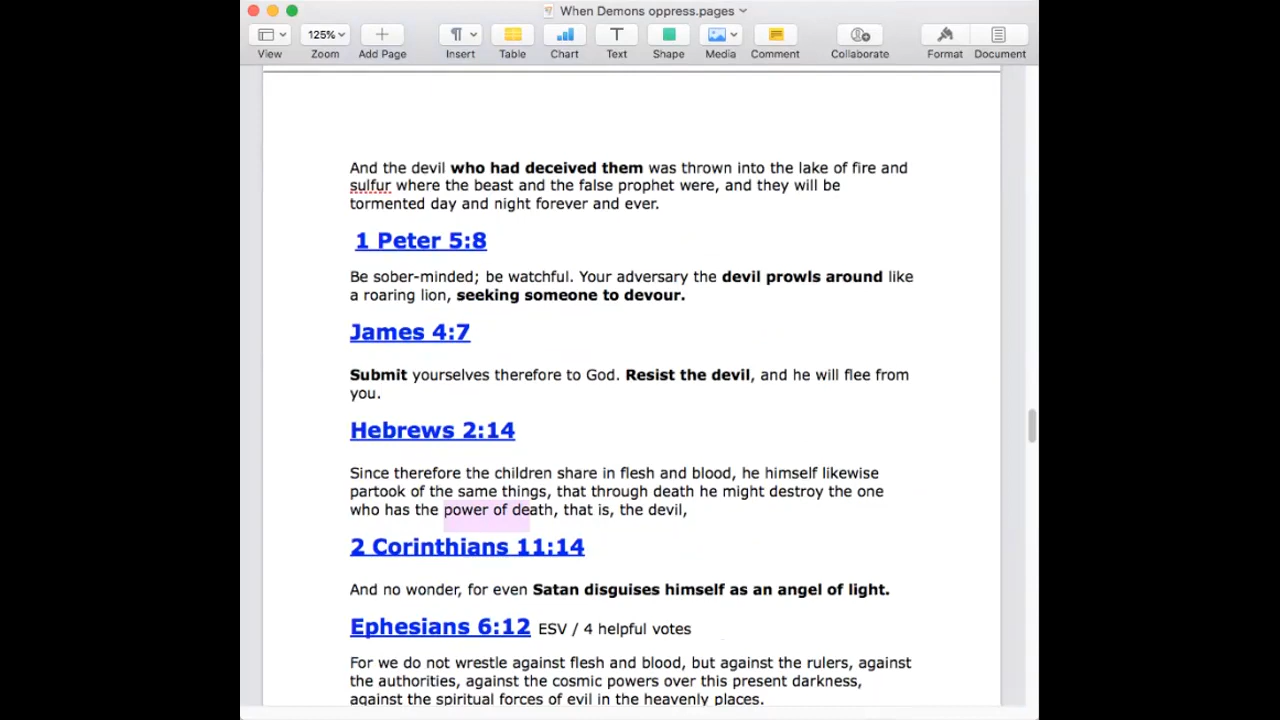 When Demons oppress.pages
125%
View
Zoom
Add Page
Insert
Table
Chart
Text
Shape
Media
Comment
Collaborate
Format
Document
And the devil who had deceived them was thrown into the lake of fire and
sulfur where the beast and the false prophet were, and they will be
tormented day and night forever and ever.
1 Peter 5:8
Be sober-minded; be watchful. Your adversary the devil prowls around like
a roaring lion, seeking someone to devour.
James 4:7
Submit yourselves therefore to God. Resist the devil, and he will flee from
you.
Hebrews 2:14
Since therefore the children share in flesh and blood, he himself likewise
partook of the same things, that through death he might destroy the one
who has the power of death, that is, the devil,
2 Corinthians 11:14
And no wonder, for even Satan disguises himself as an angel of light.
Ephesians 6:12 ESV / 4 helpful votes
For we do not wrestle against flesh and blood, but against the rulers, against
the authorities, against the cosmic powers over this present darkness,
against the spiritual forces of evil in the heavenly places.